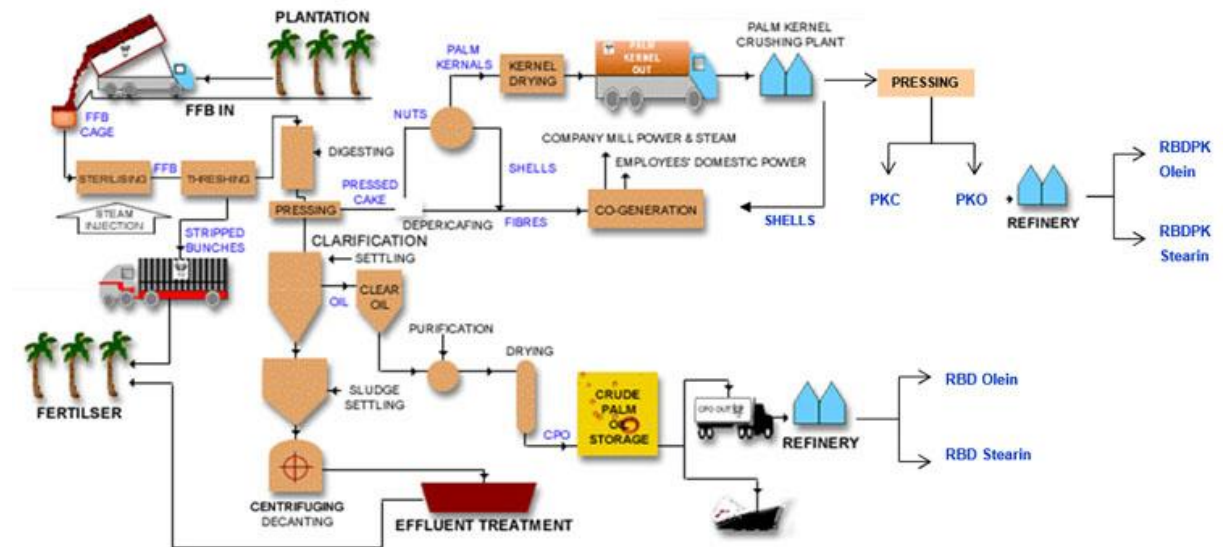 PLANTATION
FFB IN
FFB
CAGE
STERILISING
FFB
THRESHING
STEAM
INJECTION
STRIPPED
BUNCHES
FERTILSER
DIGESTING
PRESSING
PRESSED
CAKE
DEPERICAFING
FIBRES
NUTS
PALM
KERNALS
SHELLS
KERNEL
DRYING
PALM
KERNEL
OUT
PALM KERNEL
CRUSHING PLANT
COMPANY MILL POWER & STEAM
EMPLOYEES' DOMESTIC POWER
CO-GENERATION
SHELLS
PRESSING
PKC
PKO
REFINERY
RBDPK
Olein
RBDPK
Stearin
CLARIFICATION
SETTLING
OIL
CLEAR
OIL
SLUDGE
SETTLING
CENTRIFUGING
DECANTING
EFFLUENT TREATMENT
PURIFICATION
DRYING
CPO
CRUDE
PALM
OIL
STORAGE
CPO OUT
REFINERY
RBD Olein
RBD Stearin